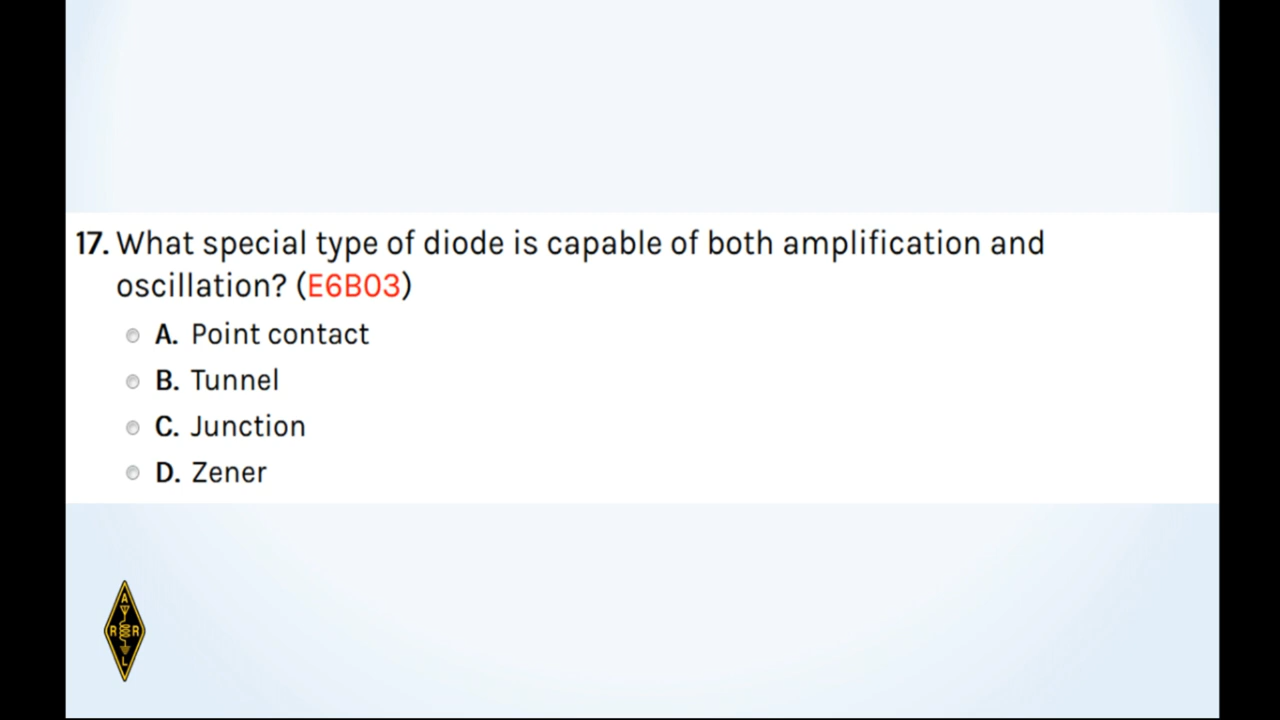 17. What special type of diode is capable of both amplification and
oscillation? (E6B03)
A. Point contact
B. Tunnel
C. Junction
D. Zener
A
R R
L